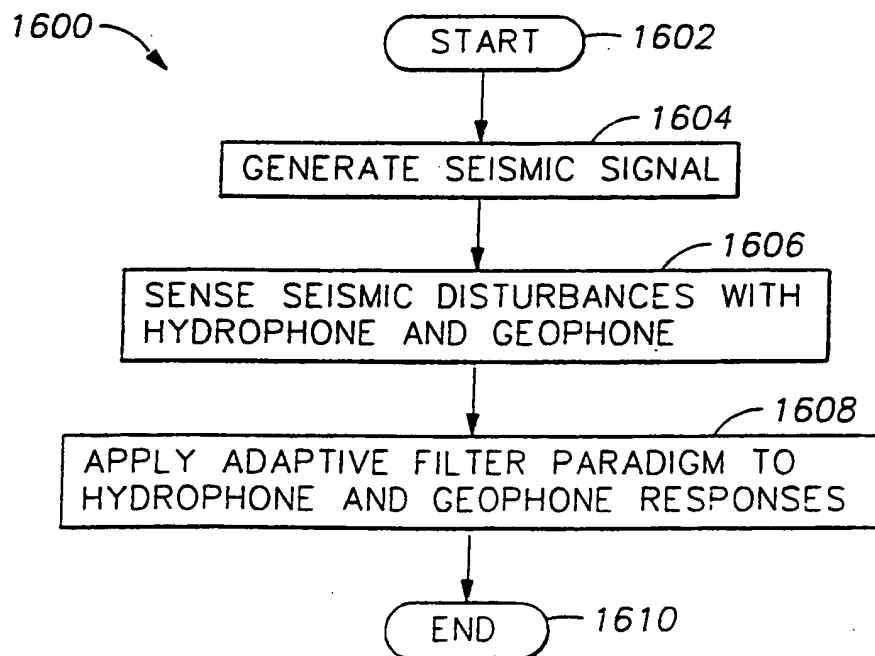 1600
START
1602
1604
GENERATE SEISMIC SIGNAL
1606
SENSE SEISMIC DISTURBANCES WITH
HYDROPHONE AND GEOPHONE
1608
APPLY ADAPTIVE FILTER PARADIGM TO
HYDROPHONE AND GEOPHONE RESPONSES
END
1610